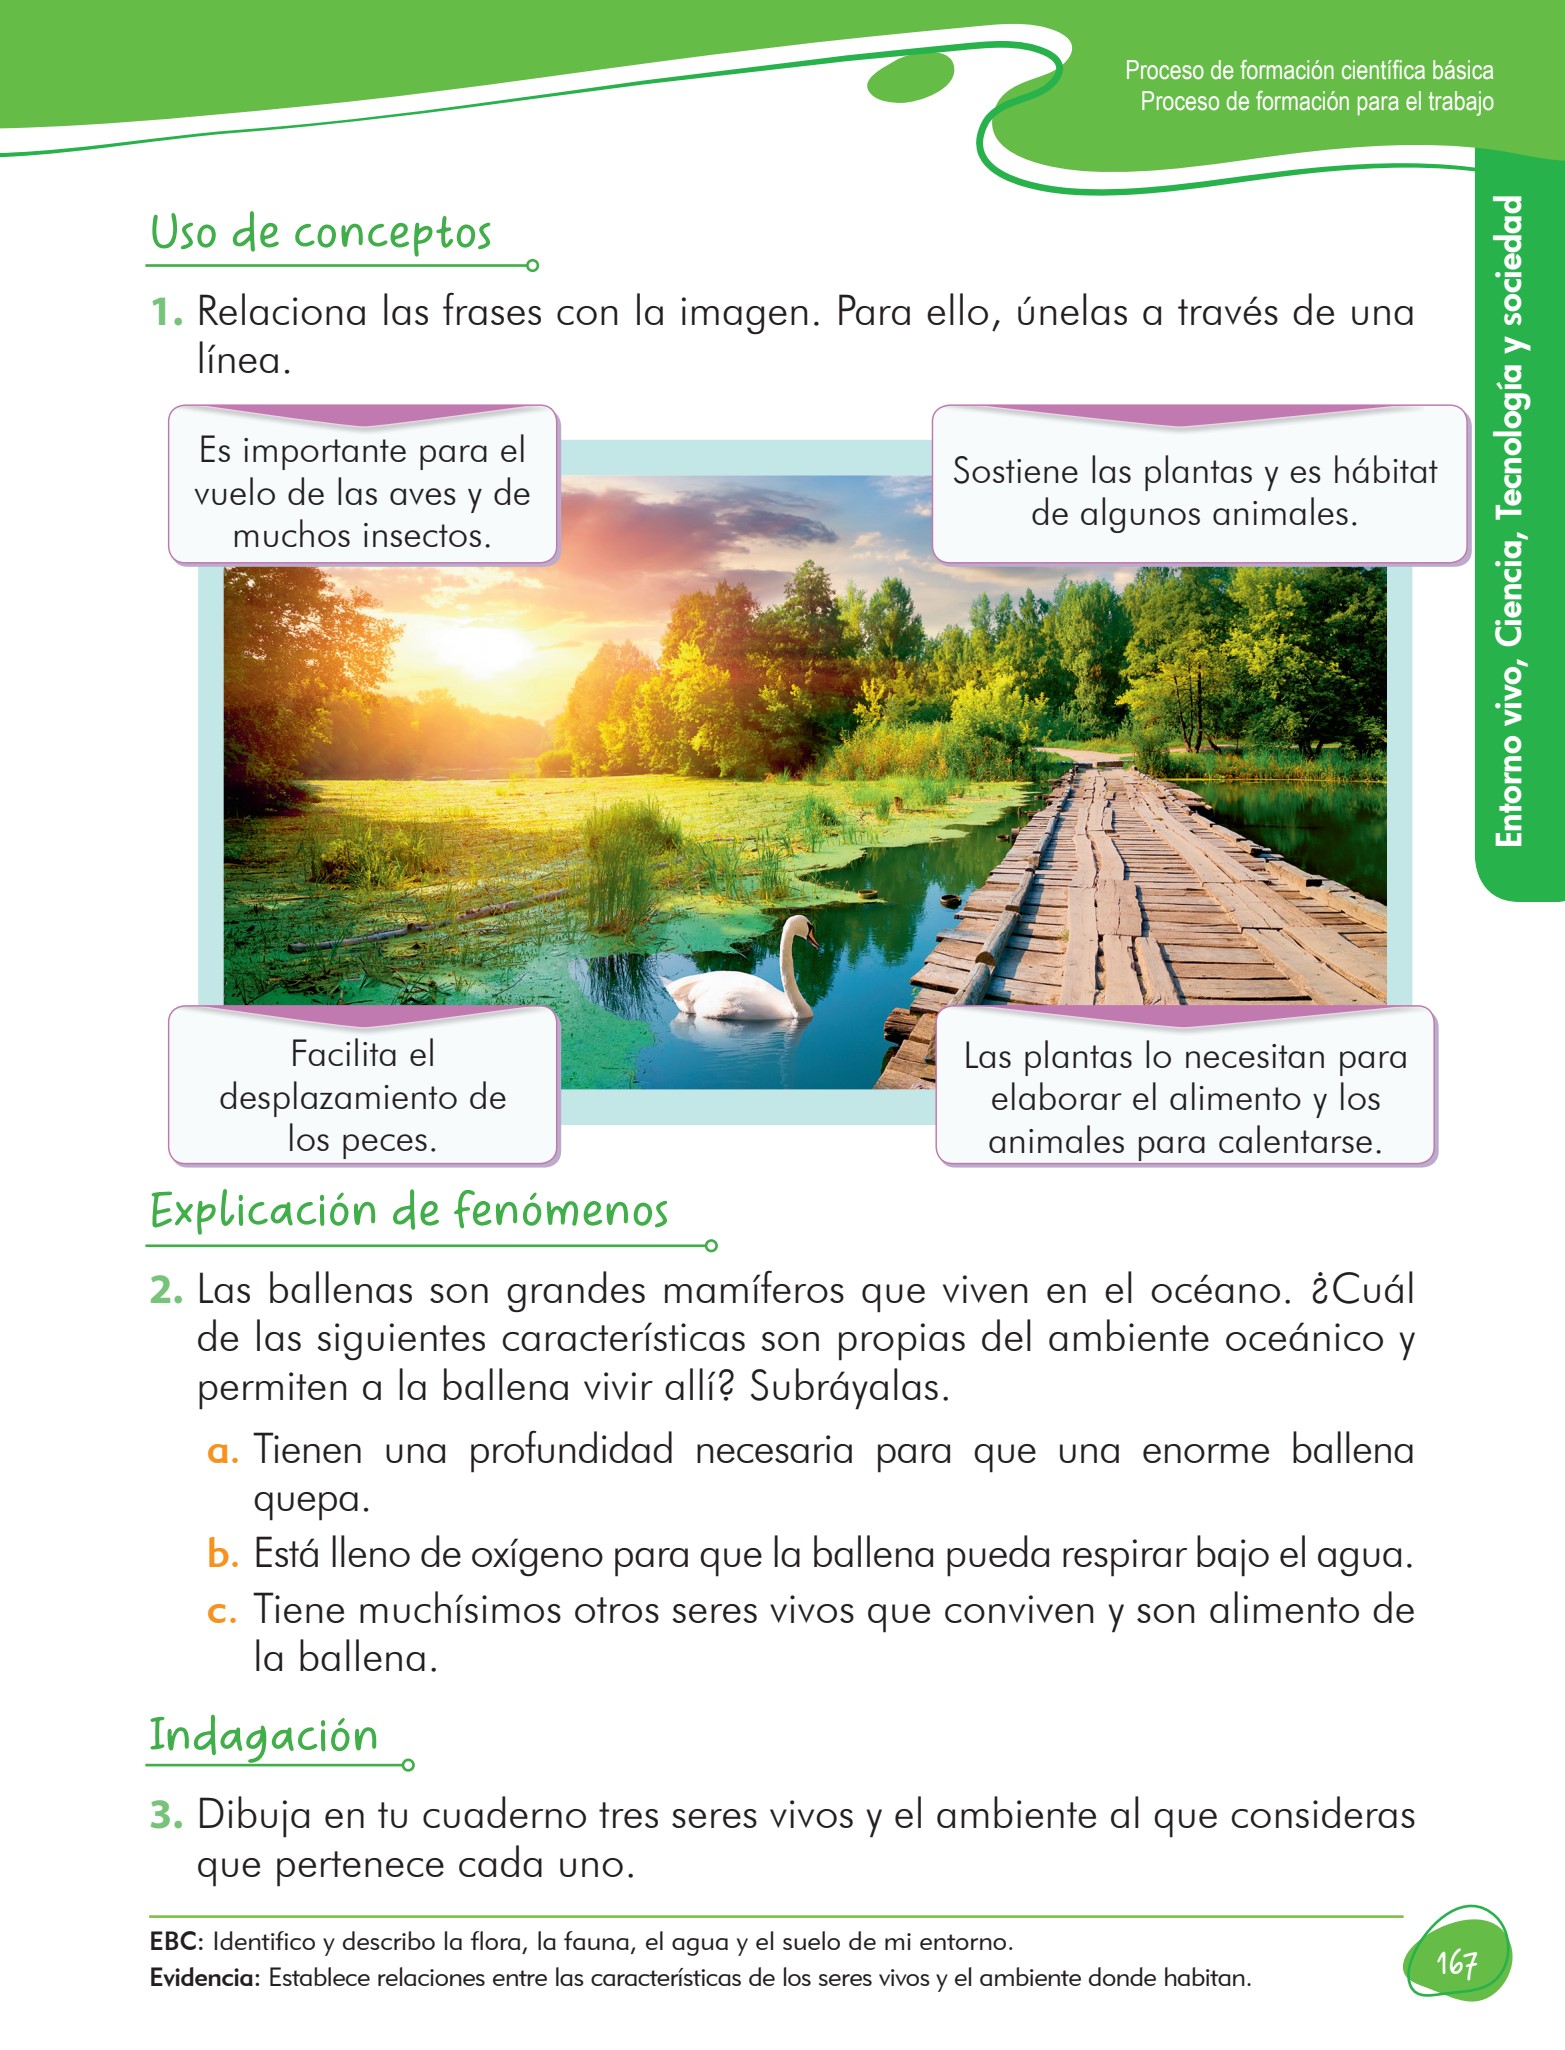 Proceso de formación científica básica
Proceso de formación para el trabajo
Entorno vivo, Ciencia, Tecnología y sociedad
Uso de conceptos
1. Relaciona las frases con la imagen. Para ello, únelas a través de una
línea.
Es importante para el
vuelo de las aves y de
muchos insectos.
Sostiene las plantas y es hábitat
de algunos animales.
Facilita el
desplazamiento de
los peces.
Las plantas lo necesitan para
elaborar el alimento y los
animales para calentarse.
Explicación de fenómenos
2. Las ballenas son grandes mamíferos que viven en el océano. ¿Cuál
de las siguientes características son propias del ambiente oceánico y
permiten a la ballena vivir allí? Subráyalas.
a. Tienen una profundidad necesaria para que una enorme ballena
quepa.
b. Está lleno de oxígeno para que la ballena pueda respirar bajo el agua.
c. Tiene muchísimos otros seres vivos que conviven y son alimento de
la ballena.
Indagación
3. Dibuja en tu cuaderno tres seres vivos y el ambiente al que consideras
que pertenece cada uno.
EBC: Identifico y describo la flora, la fauna, el agua y el suelo de mi entorno.
Evidencia: Establece relaciones entre las características de los seres vivos y el ambiente donde habitan.
167